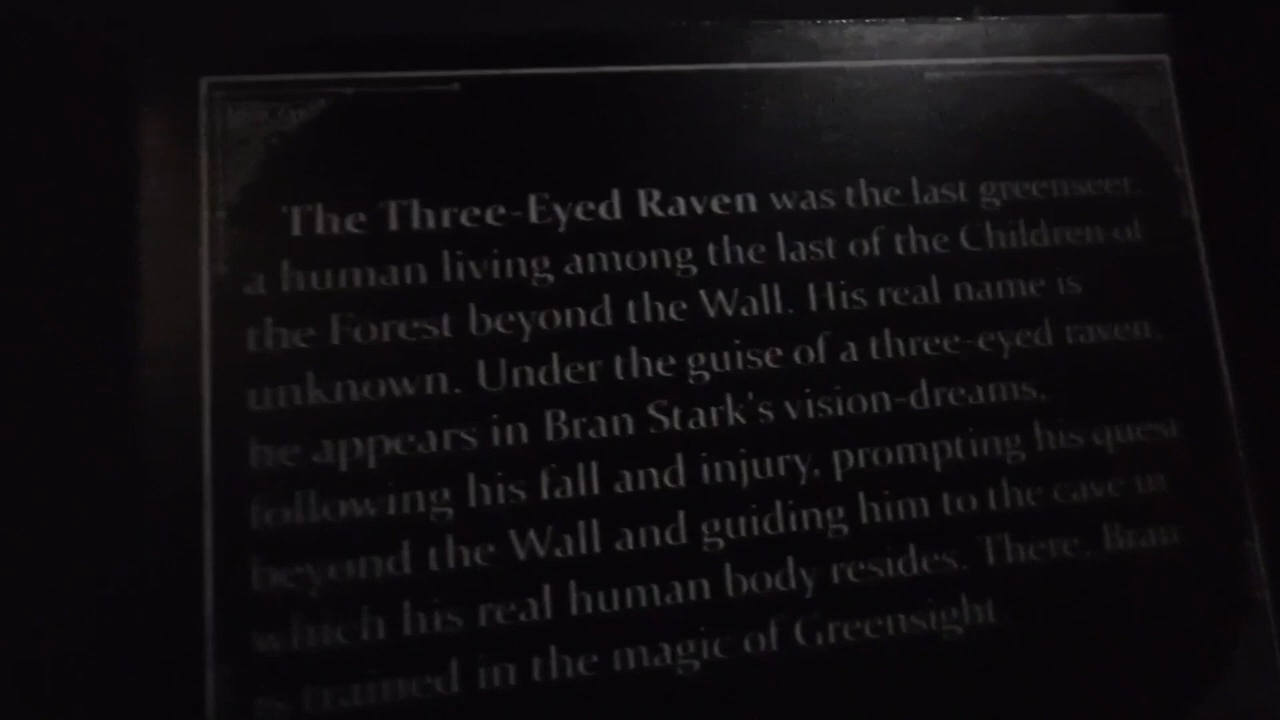 The Three-Eyed Raven was the last greenseer,
a human living among the last of the Children of
the Forest beyond the Wall. His real name is
unknown. Under the guise of a three-eyed raven,
he appears in Bran Stark's vision-dreams,
following his fall and injury, prompting his quest
beyond the Wall and guiding him to the cave in
which his real human body resides. There, Bran
is trained in the magic of Greensight